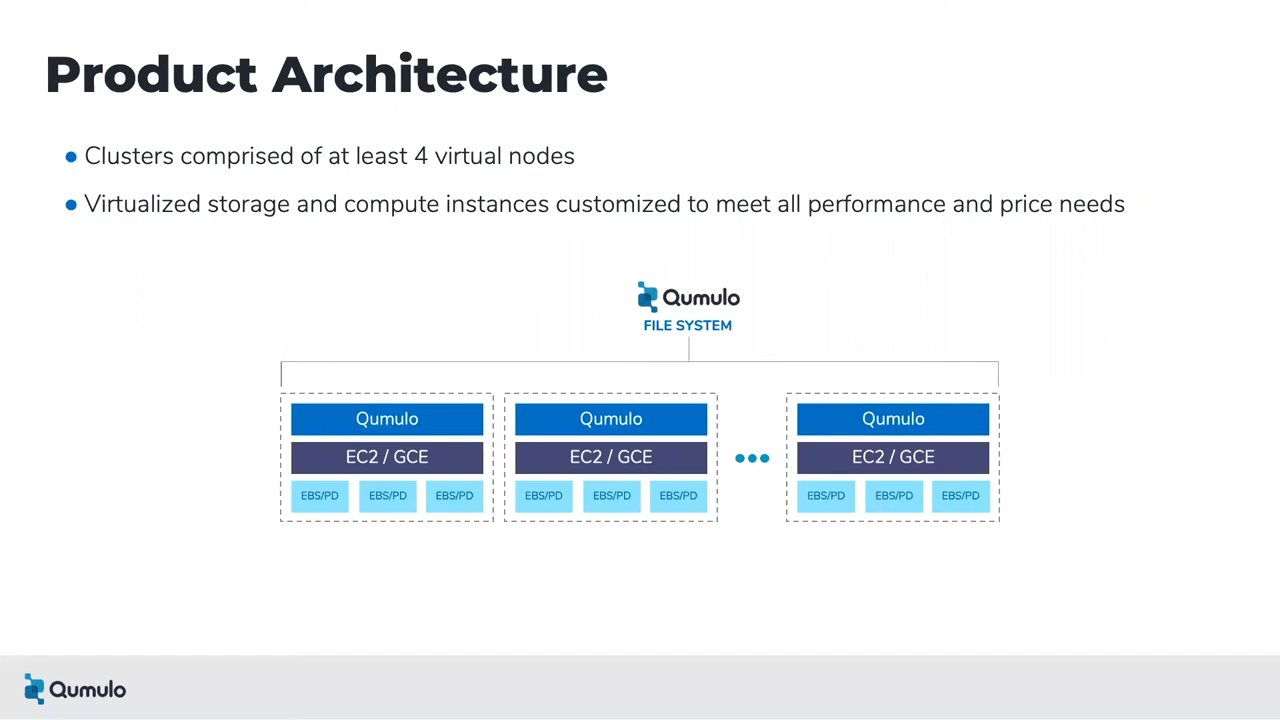 Product Architecture
● Clusters comprised of at least 4 virtual nodes
● Virtualized storage and compute instances customized to meet all performance and price needs
Qumulo
FILE SYSTEM
Qumulo
EC2 / GCE
EBS/PD EBS/PD EBS/PD
Qumulo
EC2 / GCE
EBS/PD EBS/PD EBS/PD
Qumulo
EC2 / GCE
EBS/PD EBS/PD EBS/PD
Qumulo